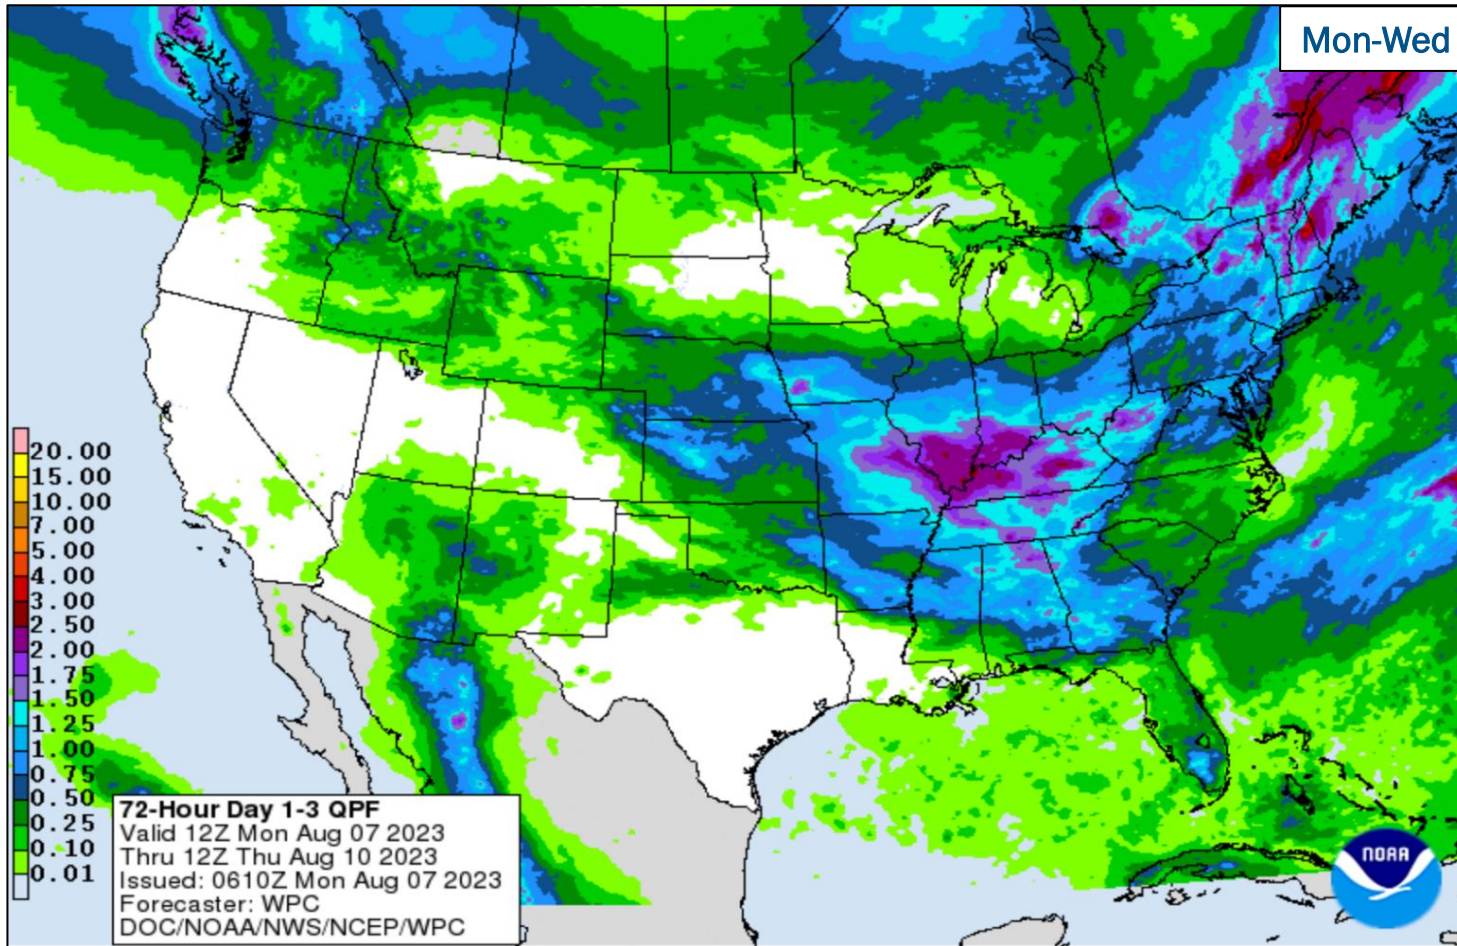 Mon-Wed
20.00
15.00
10.00
7.00
5.00
4.00
3.00
2.50
2.00
1.75
1.50
1.25
1.00
0.75
0.50
0.25
0.10
0.01
72-Hour Day 1-3 QPF
Valid 12Z Mon Aug 07 2023
Thru 12Z Thu Aug 10 2023
Issued: 0610Z Mon Aug 07 2023
Forecaster: WPC
DOC/NOAA/NWS/NCEP/WPC
NOAA